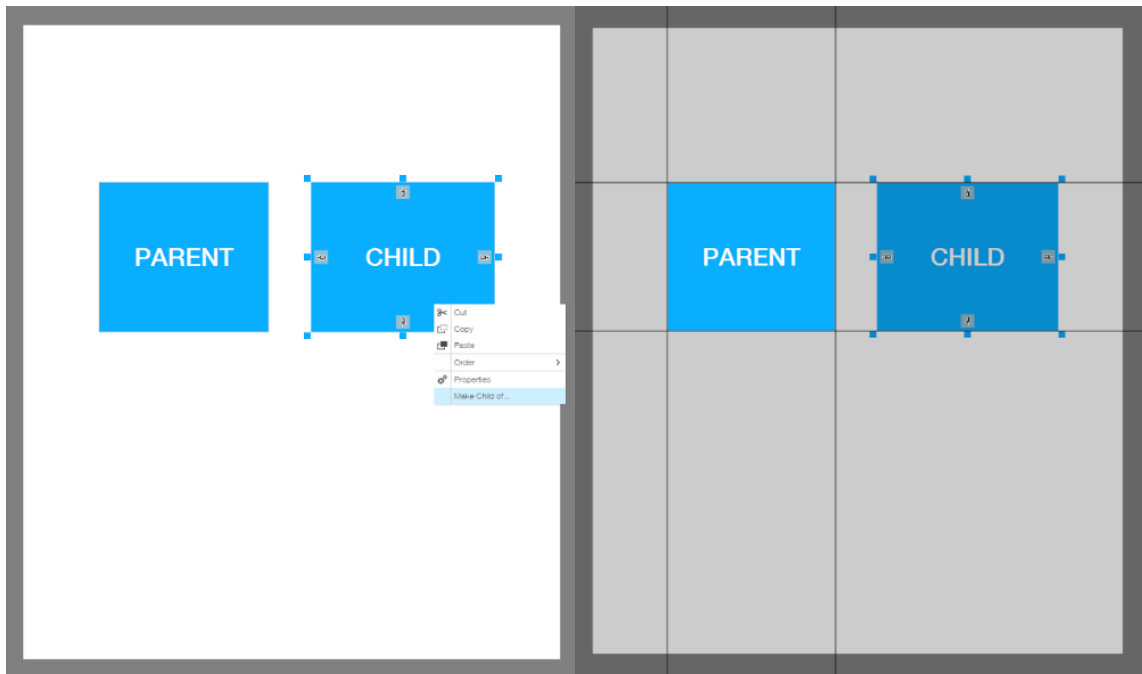 PARENT
CHILD
Cut
Copy
Paste
Order
Properties
Make Child of...
PARENT
CHILD